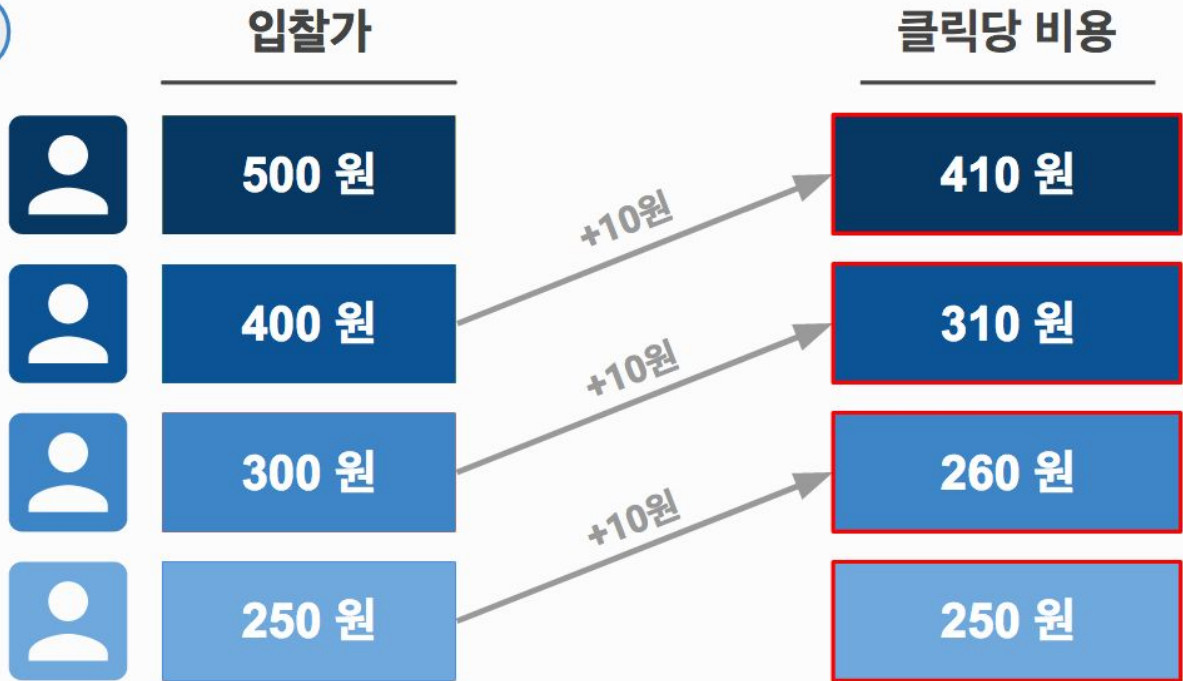 입찰가
클릭당 비용
500 원
410 원
+10원
400 원
310 원
+10원
300 원
260 원
+10원
250 원
250 원